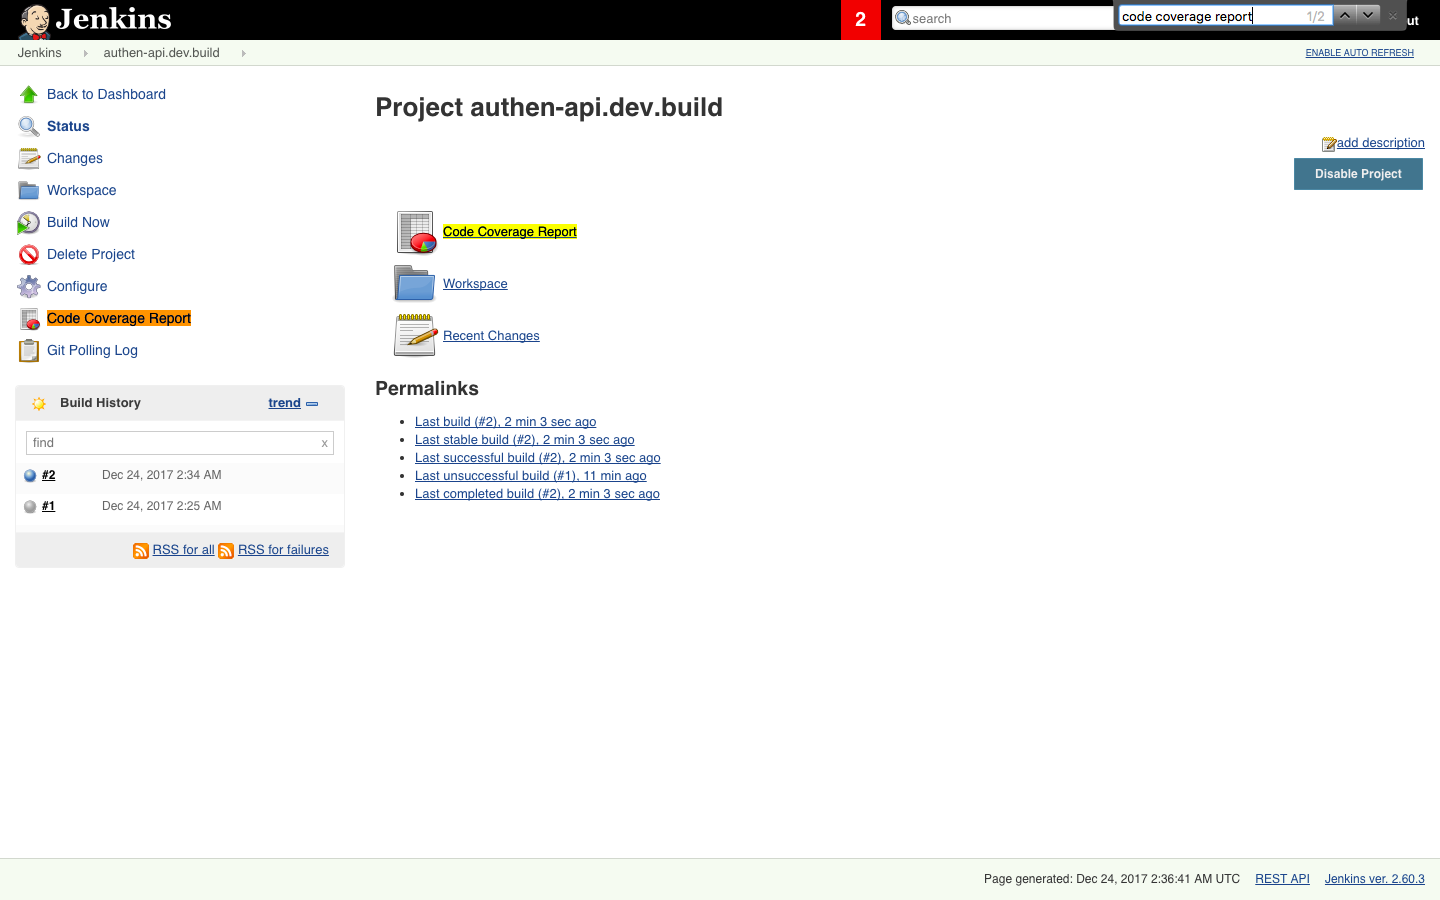 Jenkins
2
search
code coverage report
1/2
ut
Jenkins
authen-api.dev.build
ENABLE AUTO REFRESH
Back to Dashboard
Status
Changes
Workspace
Build Now
Delete Project
Configure
Code Coverage Report
Git Polling Log
Build History
trend
find
x
#2 Dec 24, 2017 2:34 AM
#1 Dec 24, 2017 2:25 AM
RSS for all RSS for failures
Project authen-api.dev.build
add description
Disable Project
Code Coverage Report
Workspace
Recent Changes
Permalinks
Last build (#2), 2 min 3 sec ago
Last stable build (#2), 2 min 3 sec ago
Last successful build (#2), 2 min 3 sec ago
Last unsuccessful build (#1), 11 min ago
Last completed build (#2), 2 min 3 sec ago
Page generated: Dec 24, 2017 2:36:41 AM UTC REST API Jenkins ver. 2.60.3